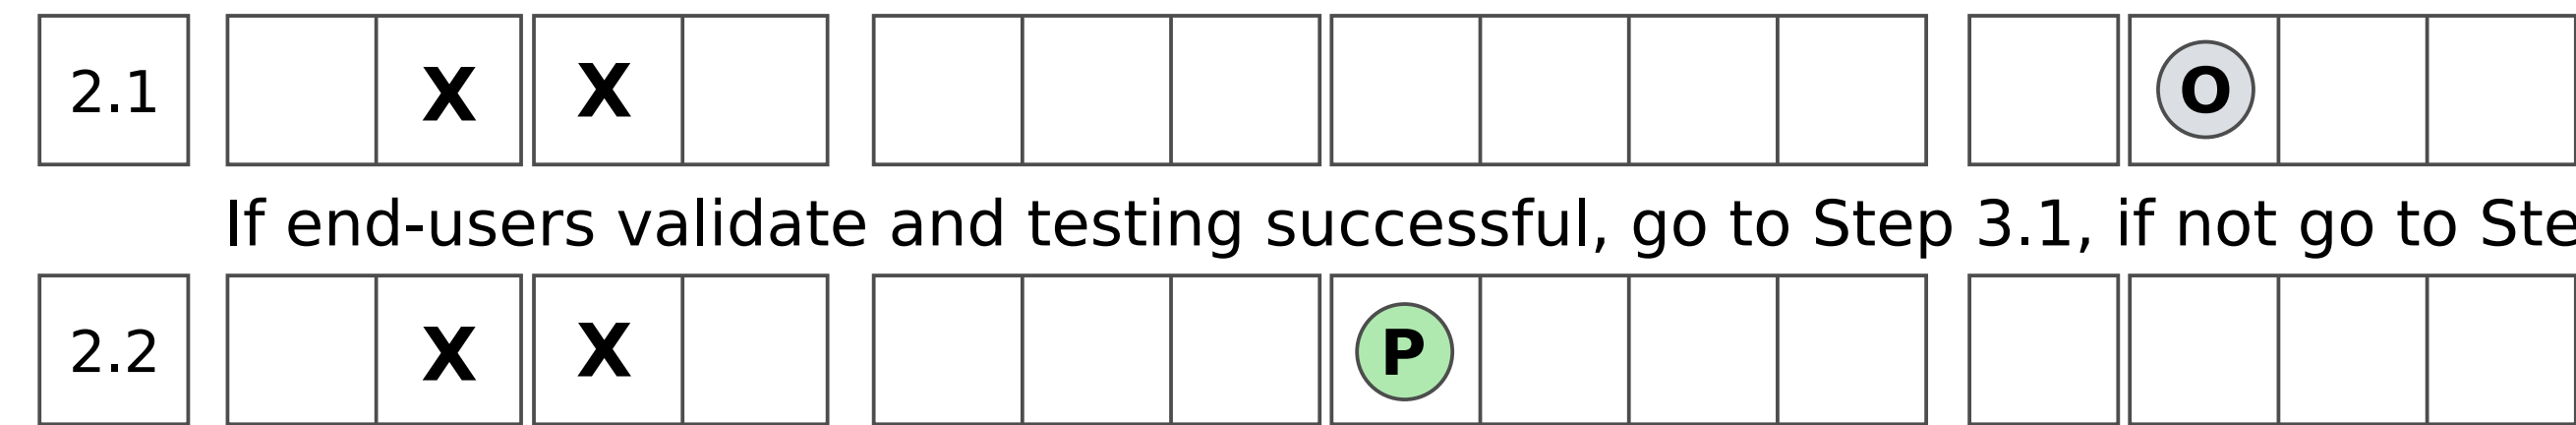 2.1 X X O
If end-users validate and testing successful, go to Step 3.1, if not go to
2.2 X X P